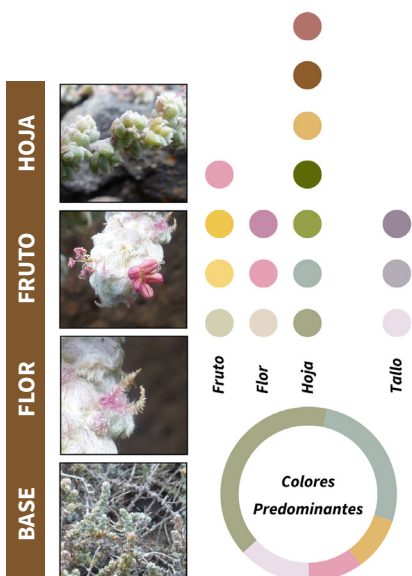 HOJA
FRUTO
FLOR
BASE
Fruto
Flor
Hoja
Tallo
Colores
Predominantes